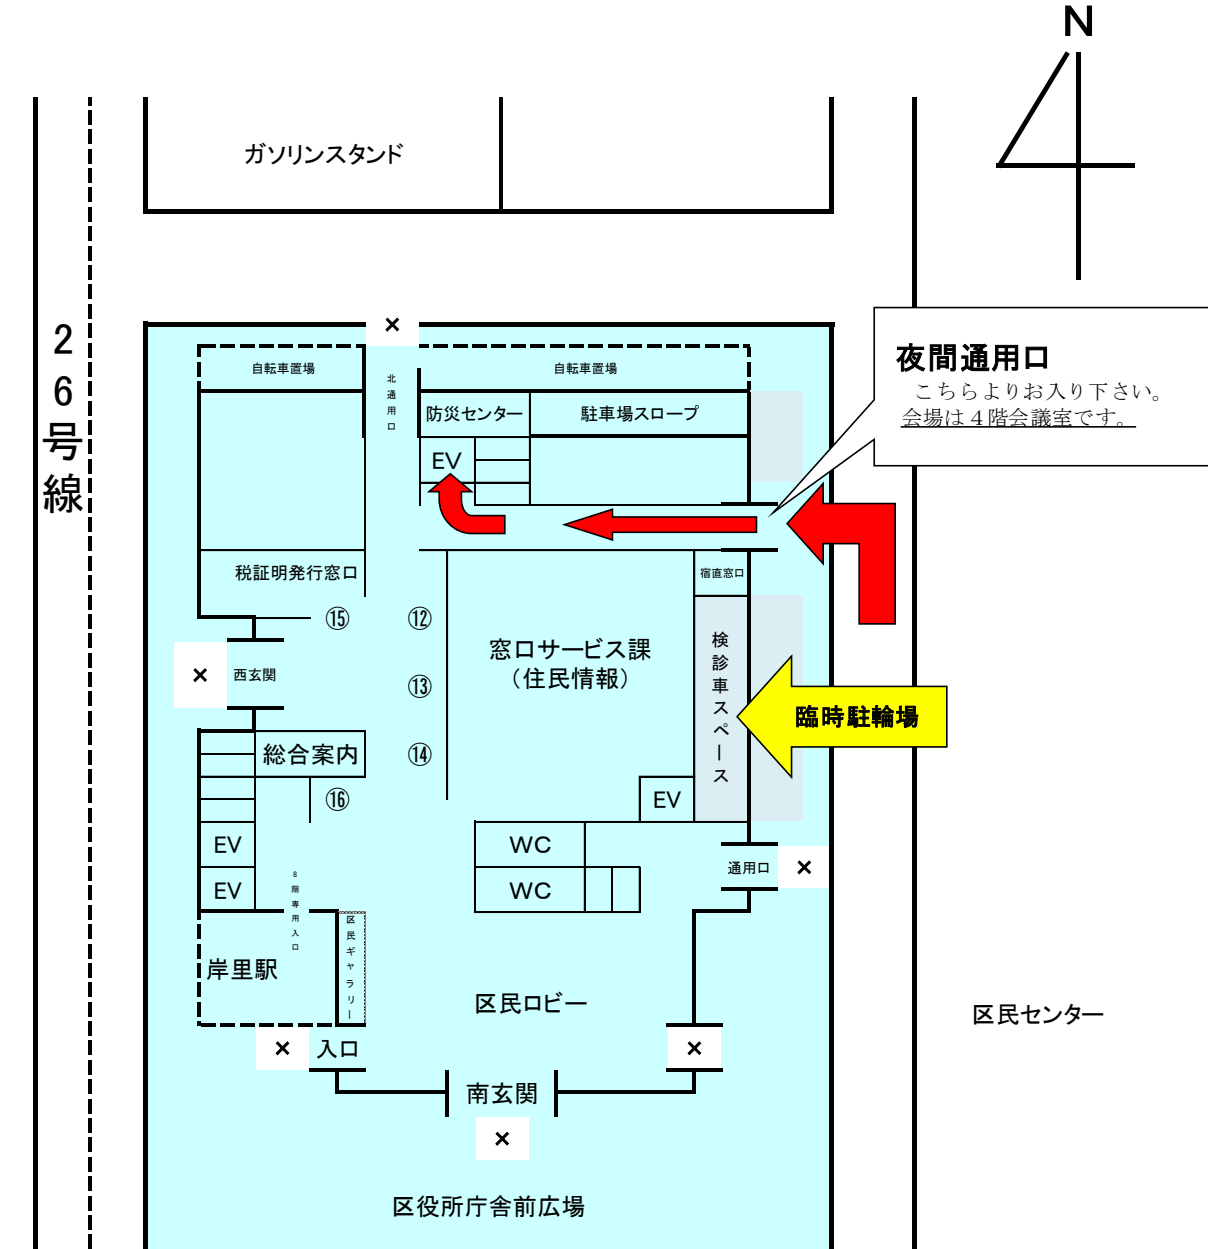 N
ガソリンスタンド
26号線
×
夜間通用口
こちらよりお入り下さい。
会場は4階会議室です。
自転車置場
北通用口
自転車置場
防災センター
駐車場スロープ
EV
税証明発行窓口
宿直窓口
⑮
⑫
窓口サービス課
(住民情報)
検診車スペース
×
西玄関
⑬
臨時駐輪場
総合案内
⑭
⑯
EV
EV
WC
通用口
×
EV
WC
8階専用入口
区民ギャラリー
岸里駅
区民ロビー
区民センター
×
入口
×
南玄関
×
区役所庁舎前広場